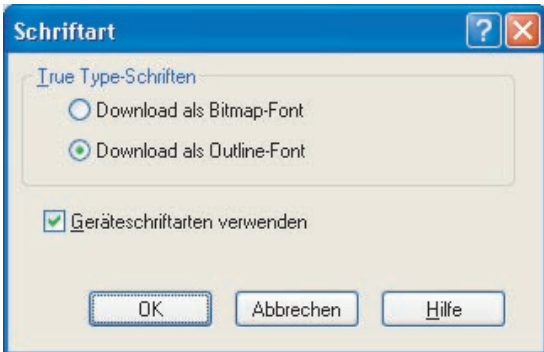 Schriftart
True Type-Schriften
Download als Bitmap-Font
Download als Outline-Font
Geräteschriftarten verwenden
OK Abbrechen Hilfe